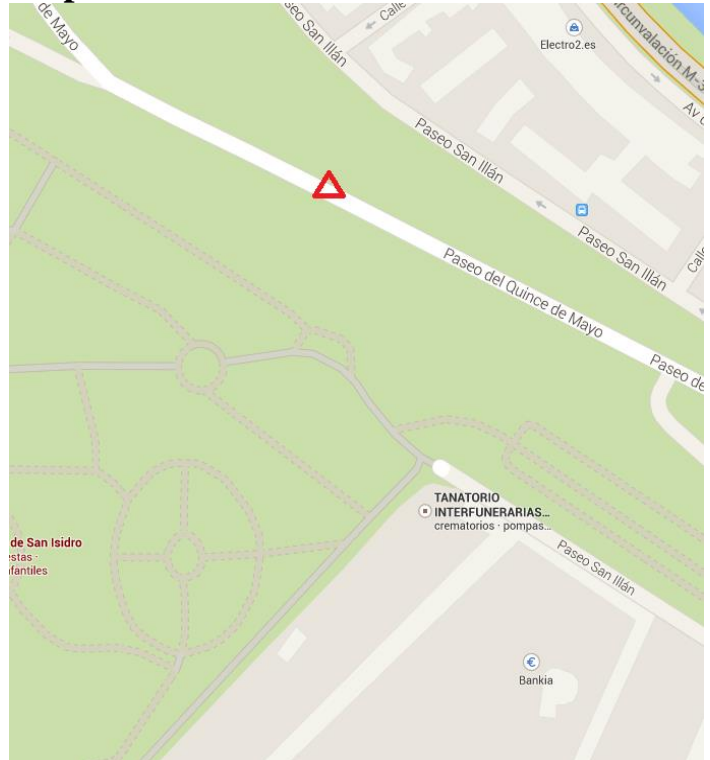 de Mayo
Paseo San Illán
Calle
Electro2.es
Circunvalación M-3
Av
Paseo San Illán
Paseo San Illán
Calle
Paseo del Quince de Mayo
Paseo de
TANATORIO
INTERFUNERARIAS...
crematorios · pompas...
de San Isidro
estas ·
nfantiles
Paseo San Illán
€
Bankia